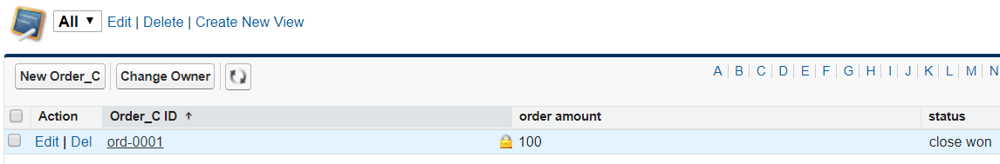 All ▼ Edit | Delete | Create New View
New Order_C Change Owner A B C D E F G H I J K L M N
Action Order_C ID ↑ order amount status
Edit | Del ord-0001 100 close won